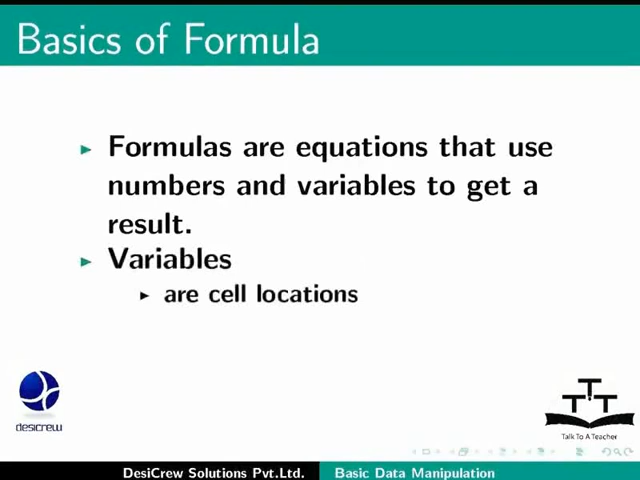 Basics of Formula
Formulas are equations that use
numbers and variables to get a
result.
Variables
are cell locations
desicrew
TTT
Talk To A Teacher
DesiCrew Solutions Pvt.Ltd. Basic Data Manipulation